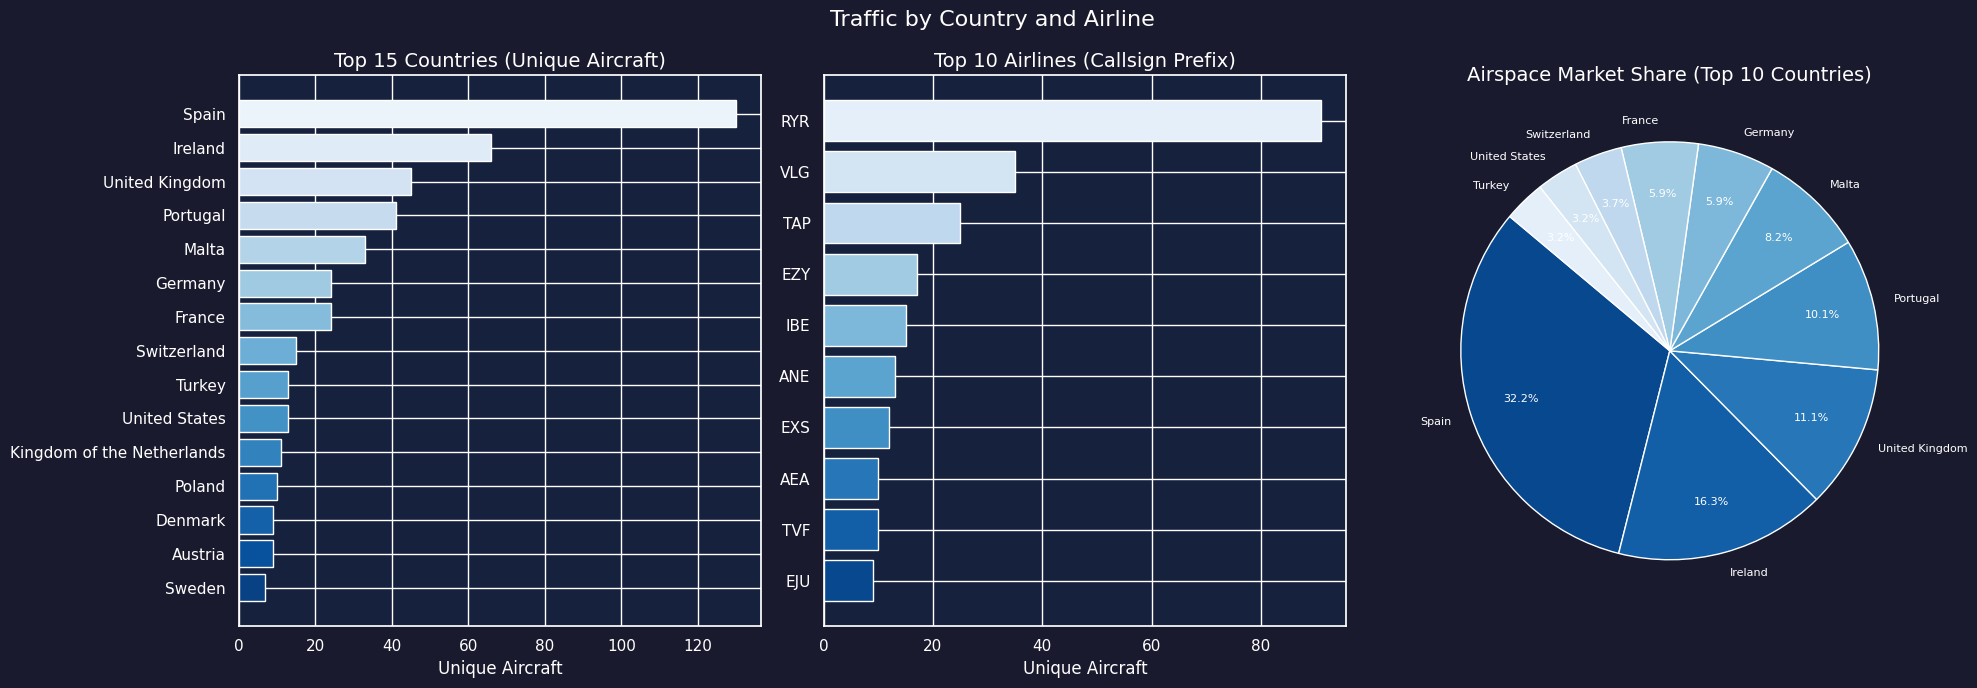 Traffic by Country and Airline
Top 15 Countries (Unique Aircraft)
Spain
Ireland
United Kingdom
Portugal
Malta
Germany
France
Switzerland
Turkey
United States
Kingdom of the Netherlands
Poland
Denmark
Austria
Sweden
0 20 40 60 80 100 120
Unique Aircraft
Top 10 Airlines (Callsign Prefix)
RYR
VLG
TAP
EZY
IBE
ANE
EXS
AEA
TVF
EJU
0 20 40 60 80
Unique Aircraft
Airspace Market Share (Top 10 Countries)
France
Germany
Switzerland
United States
Turkey
Malta
Portugal
United Kingdom
Ireland
Spain
5.9%
5.9%
3.7%
3.2%
3.2%
8.2%
10.1%
11.1%
16.3%
32.2%